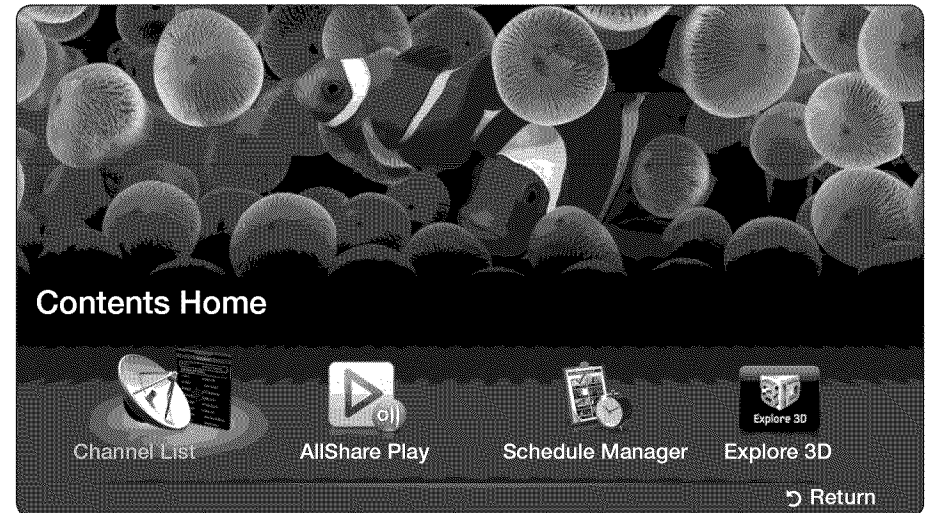 Contents Home
Explore 3D
Channel List
AllShare Play
Schedule Manager
Explore 3D
Return